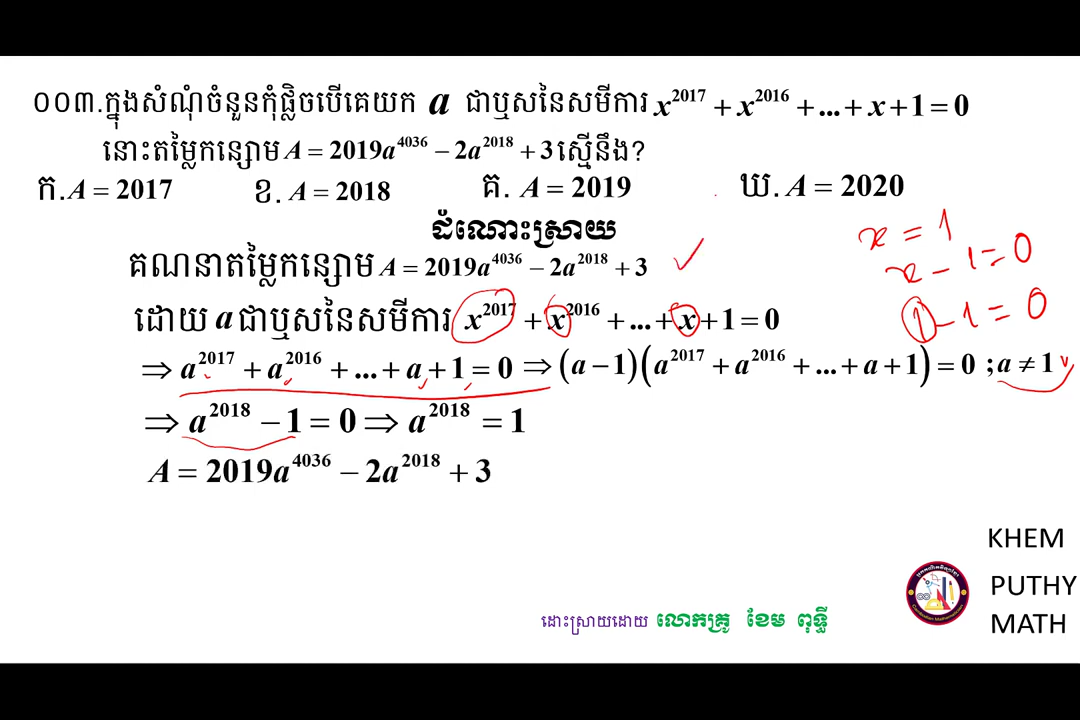 ០០៣.ក្នុងសំណុំចំនួនកុំផ្លិចបើគេយក a ជាឬសនៃសមីការ x^2017 + x^2016 + ... + x + 1 = 0
នោះតម្លៃកន្សោម A = 2019a^4036 − 2a^2018 + 3 ស្មើនឹង?
ក. A = 2017 ខ. A = 2018 គ. A = 2019 ឃ. A = 2020
ដំណោះស្រាយ
x = 1
គណនាតម្លៃកន្សោម A = 2019a^4036 − 2a^2018 + 3 ✓
x − 1 = 0
ដោយ a ជាឬសនៃសមីការ x^2017 + x^2016 + ... + x + 1 = 0
1 − 1 = 0
⇒ a^2017 + a^2016 + ... + a + 1 = 0 ⇒ (a − 1)(a^2017 + a^2016 + ... + a + 1) = 0 ; a ≠ 1
⇒ a^2018 − 1 = 0 ⇒ a^2018 = 1
A = 2019a^4036 − 2a^2018 + 3
KHEM
PUTHY
MATH
ដោះស្រាយដោយ លោកគ្រូ ខែម ពុទ្ធី